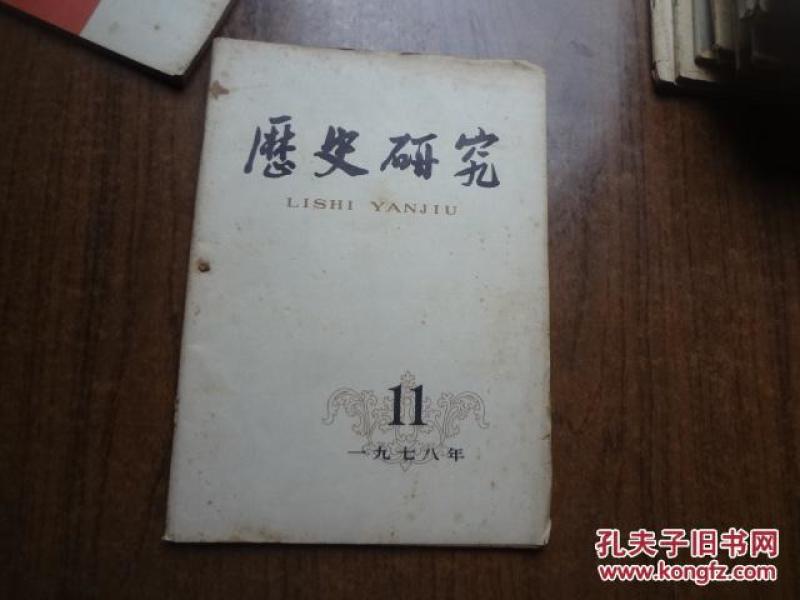 歷史研究
LISHI YANJIU
11
一九七八年
孔夫子旧书网
www.kongfz.com